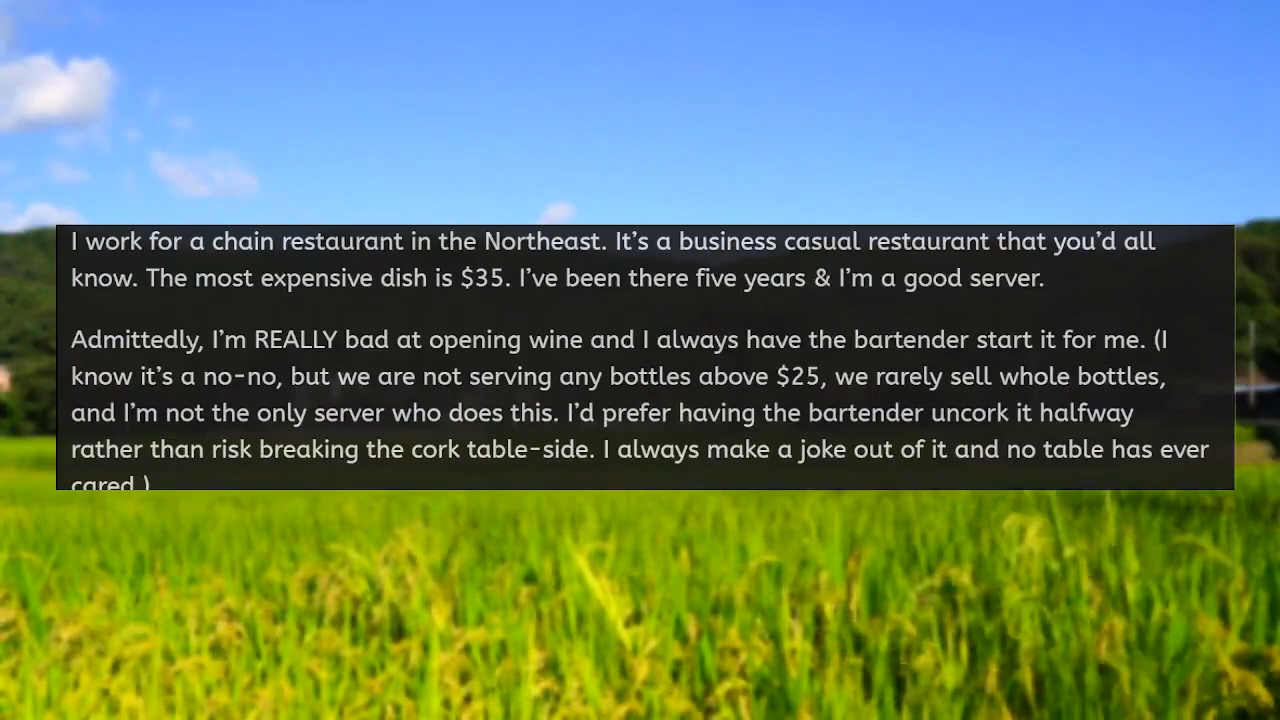 I work for a chain restaurant in the Northeast. It’s a business casual restaurant that you’d all
know. The most expensive dish is $35. I’ve been there five years & I’m a good server.
Admittedly, I’m REALLY bad at opening wine and I always have the bartender start it for me. (I
know it’s a no-no, but we are not serving any bottles above $25, we rarely sell whole bottles,
and I’m not the only server who does this. I’d prefer having the bartender uncork it halfway
rather than risk breaking the cork table-side. I always make a joke out of it and no table has ever
cared.)